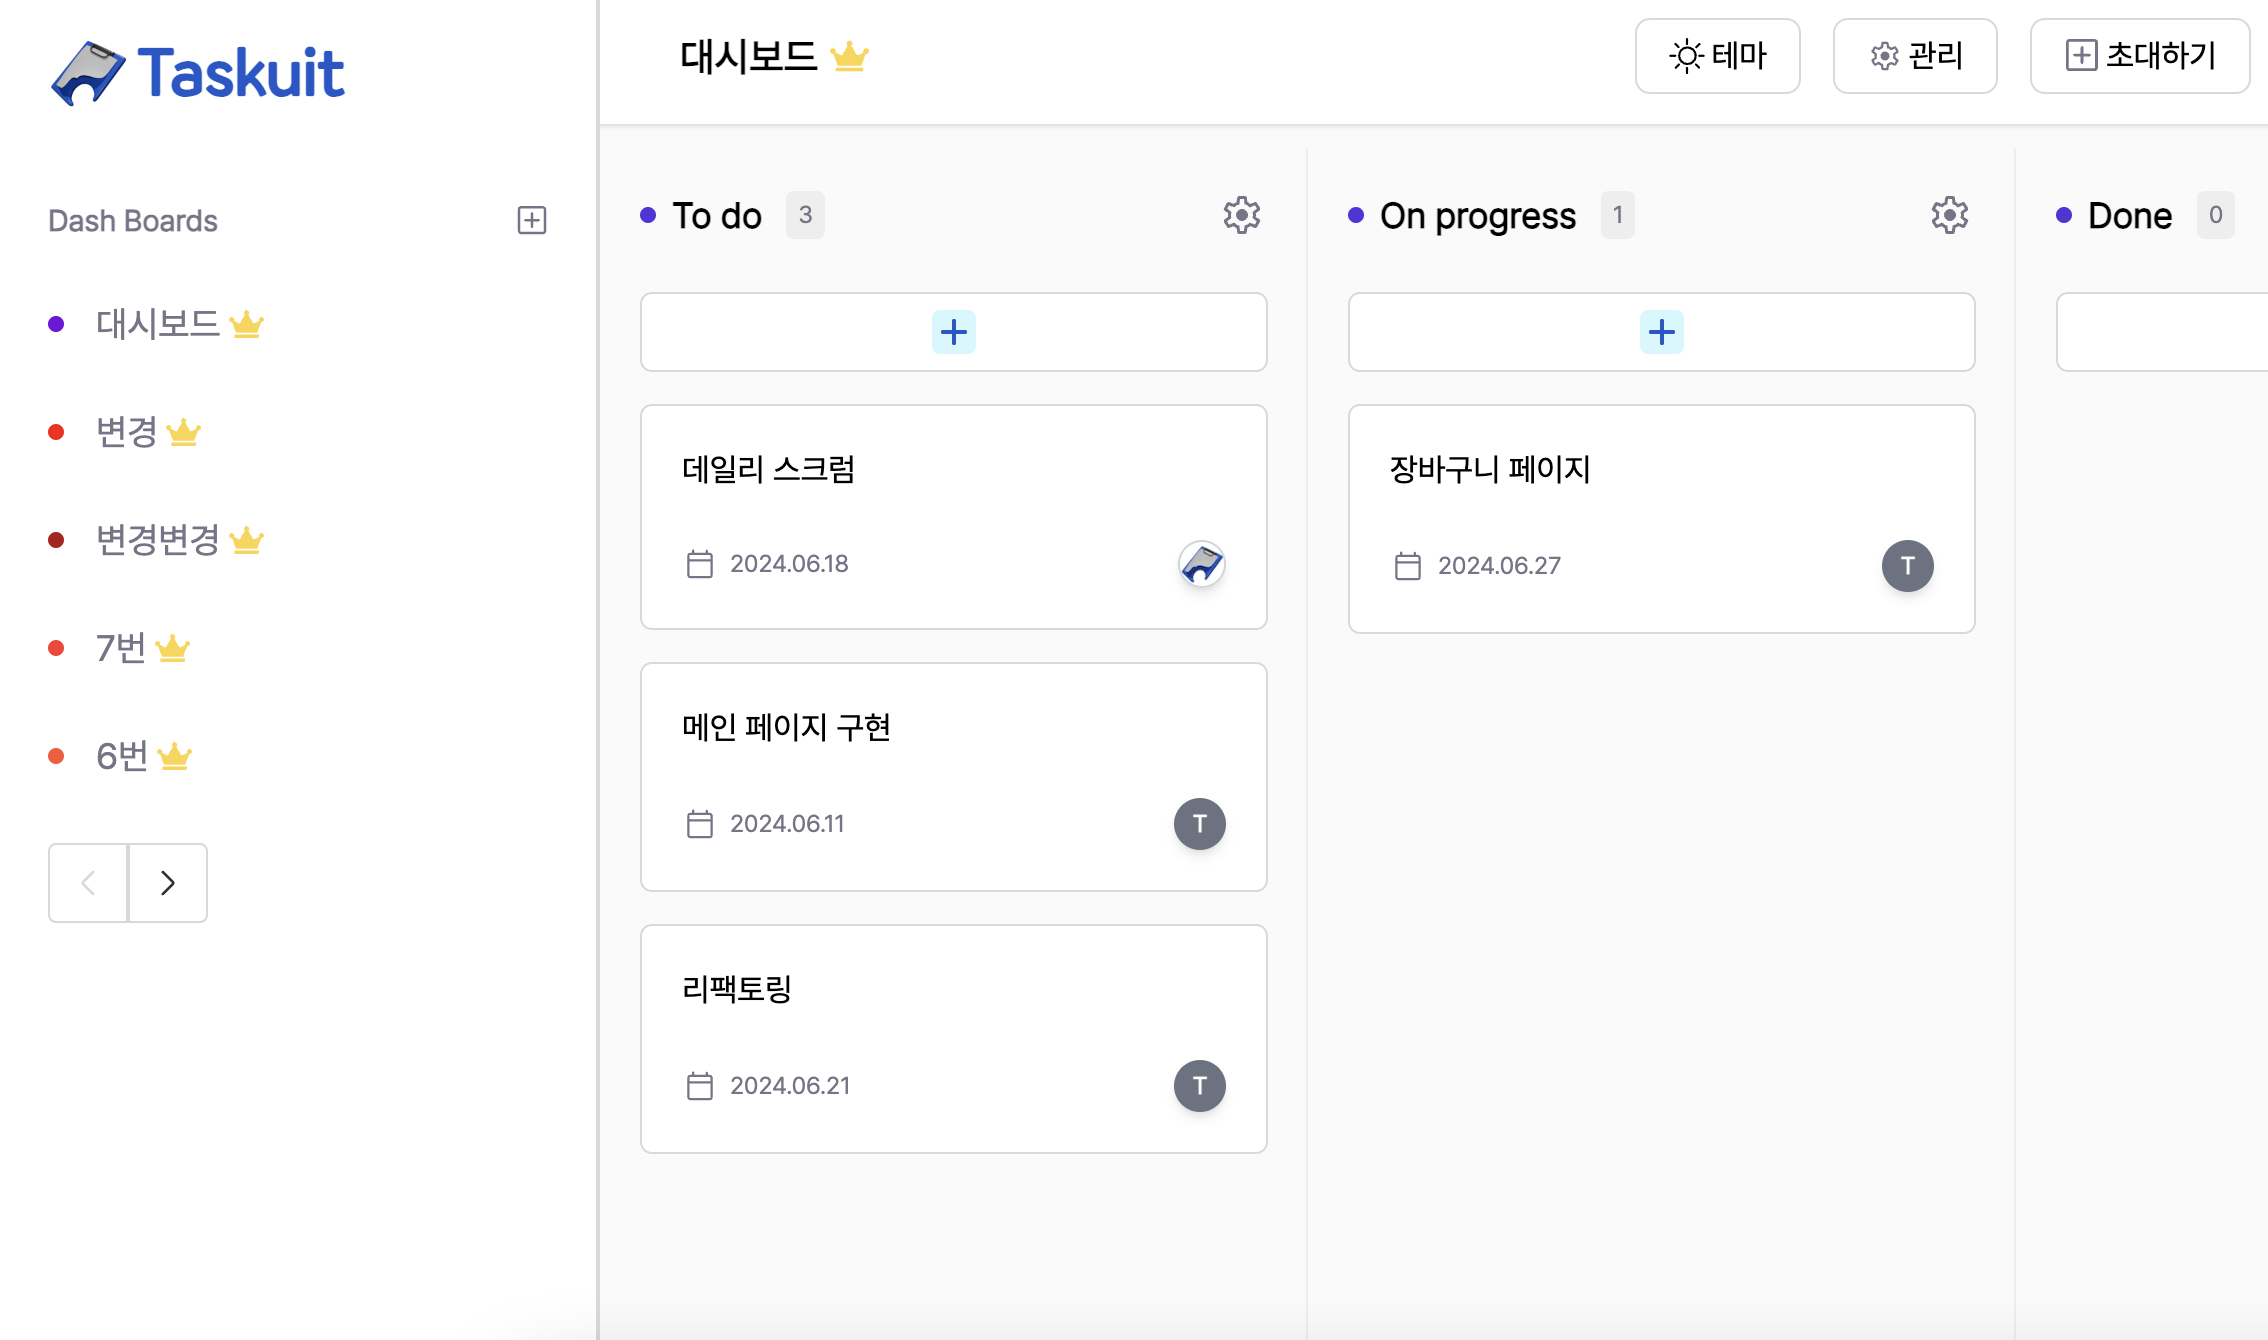 Taskuit
Dash Boards
대시보드
변경
변경변경
7번
6번
대시보드
테마
관리
초대하기
To do 3
데일리 스크럼
2024.06.18
메인 페이지 구현
2024.06.11
T
리팩토링
2024.06.21
T
On progress 1
장바구니 페이지
2024.06.27
T
Done 0